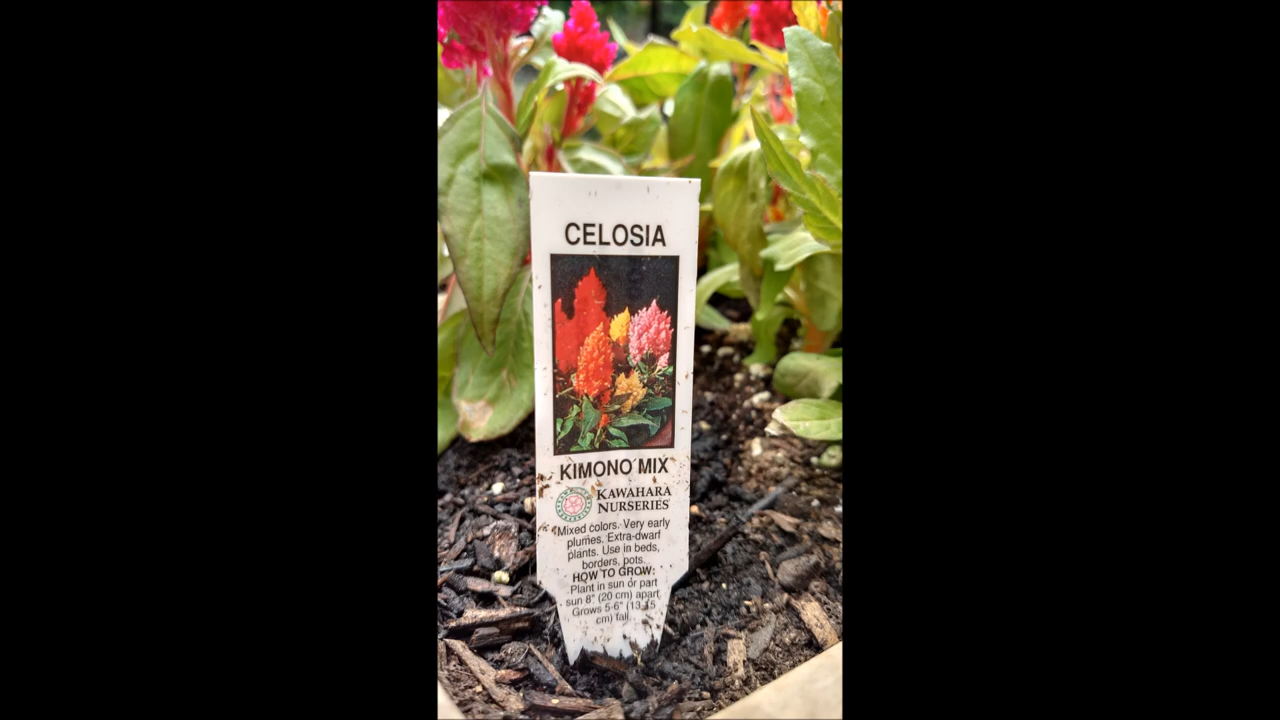 CELOSIA
KIMONO MIX
KAWAHARA
NURSERIES
Mixed colors. Very early
plumes. Extra-dwarf
plants. Use in beds,
borders, pots.
HOW TO GROW:
Plant in sun or part
sun 8" (20 cm) apart
Grows 5-6" (13-15
cm) tall.